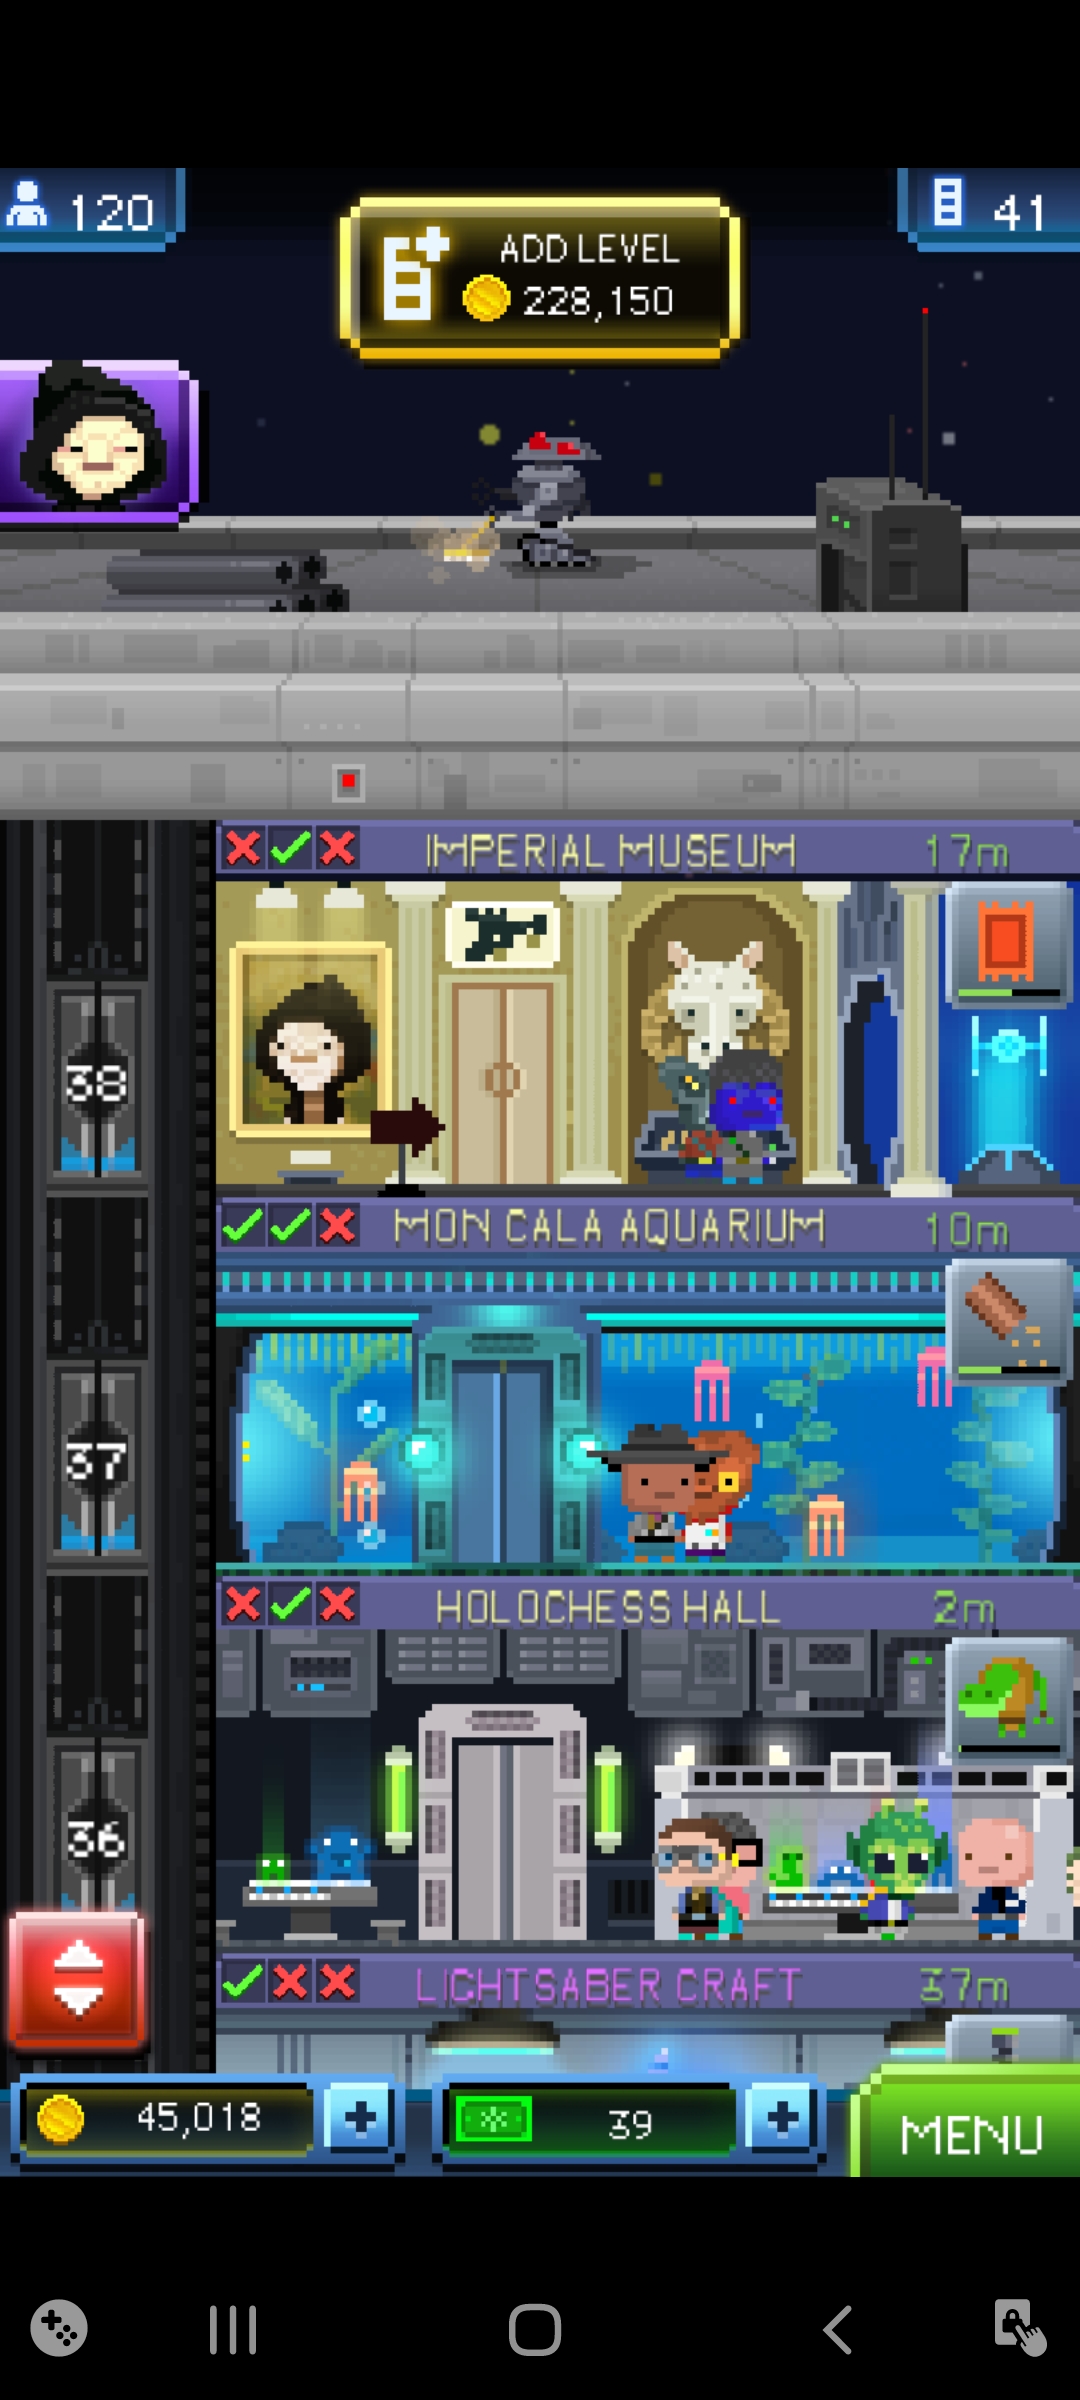 120
ADD LEVEL
228,150
41
IMPERIAL MUSEUM 17m
38
MON CALA AQUARIUM 10m
37
HOLOCHESS HALL 2m
36
LIGHTSABER CRAFT 37m
45,018
39
MENU